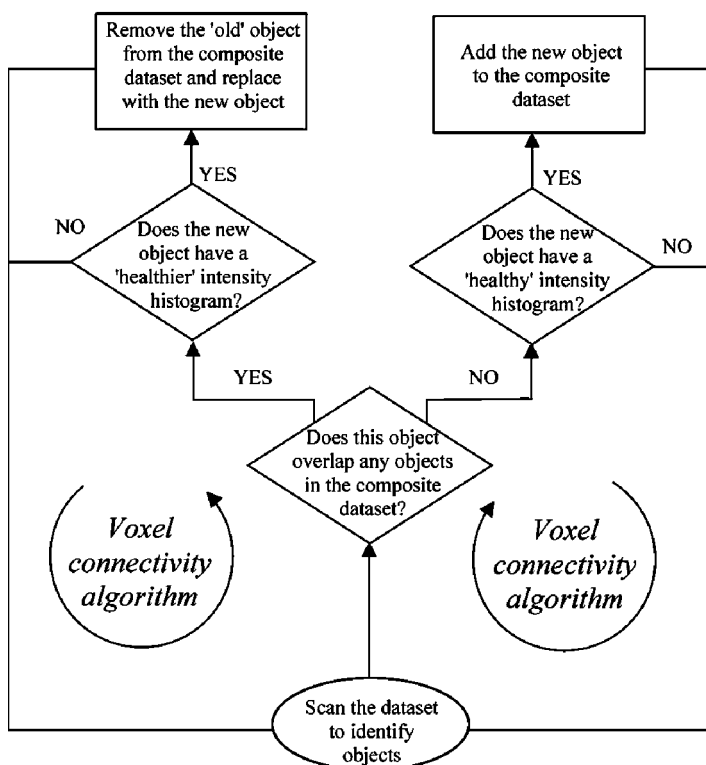 Remove the 'old' object
from the composite
dataset and replace
with the new object
Add the new object
to the composite
dataset
YES
YES
NO
Does the new
object have a
'healthier' intensity
histogram?
Does the new
object have a
'healthy' intensity
histogram?
NO
YES
NO
Does this object
overlap any objects
in the composite
dataset?
Voxel
connectivity
algorithm
Voxel
connectivity
algorithm
Scan the dataset
to identify
objects